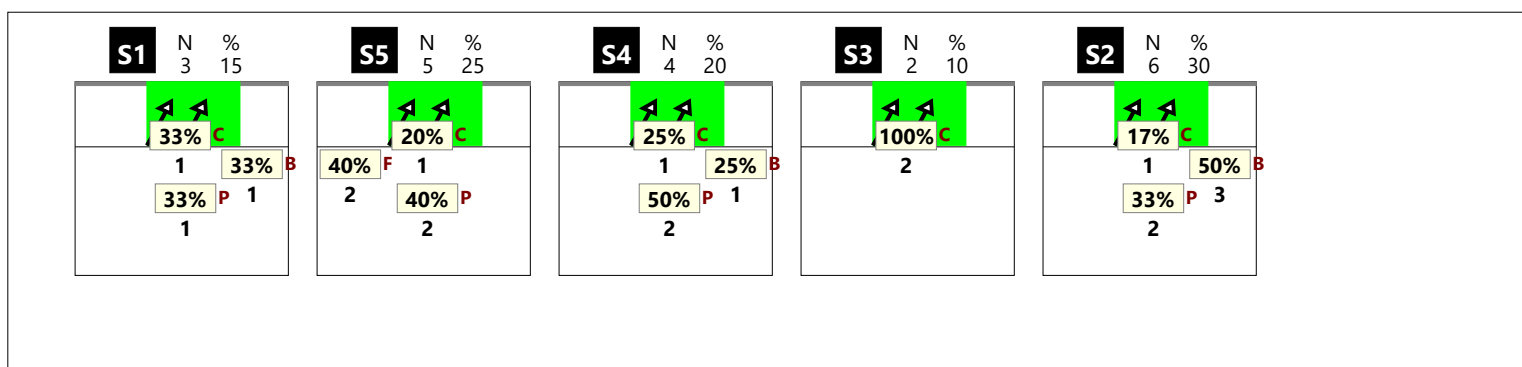 S1 N % S5 N % S4 N % S3 N % S2 N %
3 15 5 25 4 20 2 10 6 30
33% C 20% C 25% C 100% C 17% C
1 33% B 40% F 1 1 25% B 2 1 50% B
33% P 1 2 40% P 50% P 1 33% P 3
1 2 2 2